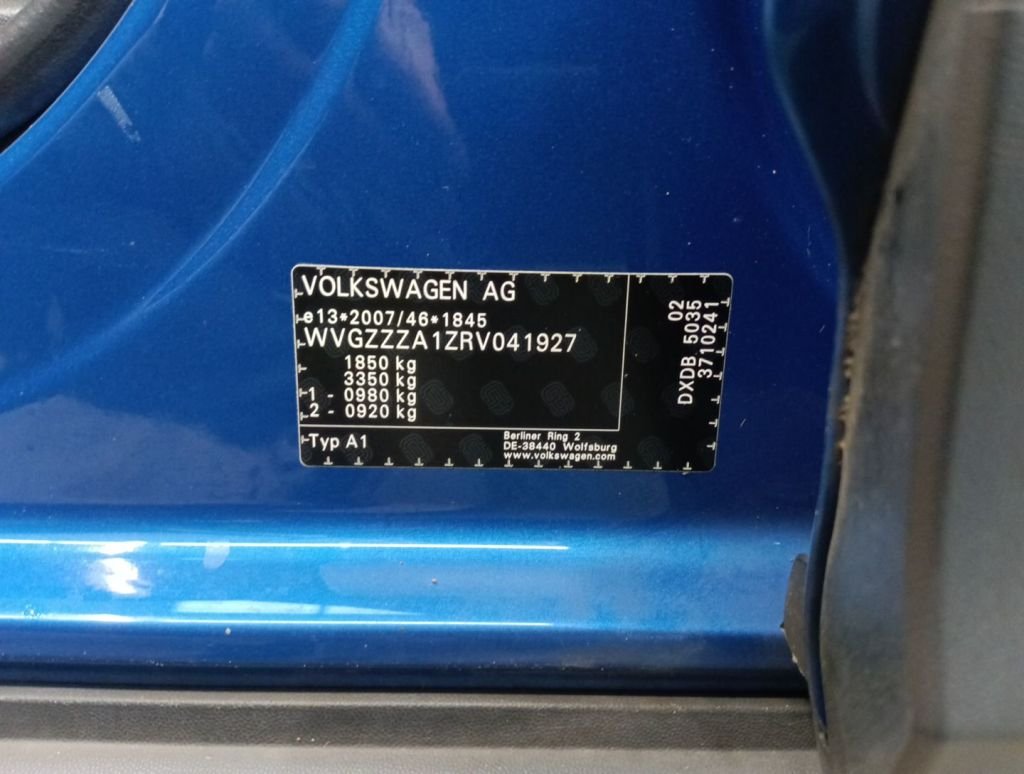 VOLKSWAGEN AG
e13*2007/46*1845
WVGZZZA1ZRV041927
1850 kg
3350 kg
1 - 0980 kg
2 - 0920 kg
Typ A1
Berliner Ring 2
DE-38440 Wolfsburg
www.volkswagen.com
02
DXDB 5035
3710241